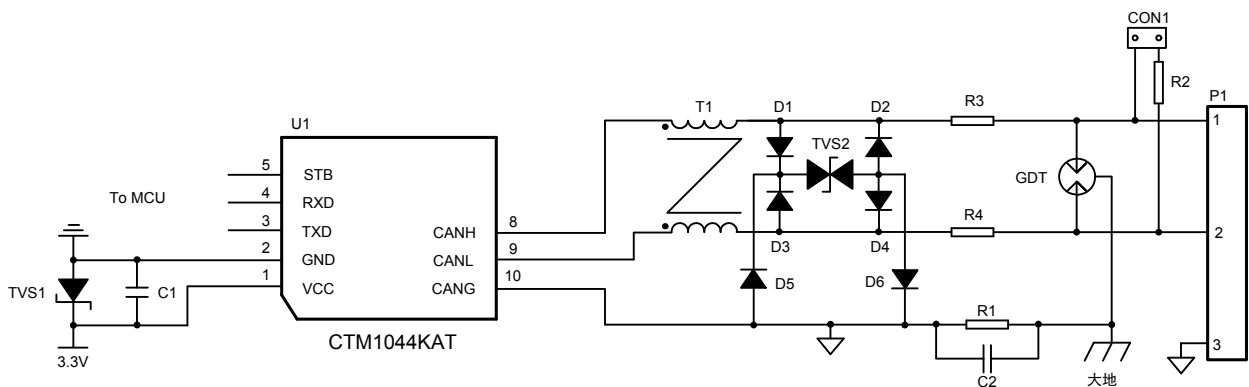 CON1
R2
P1
T1
D1
D2
R3
1
U1
TVS2
5
STB
GDT
To MCU
4
RXD
3
TXD
CANH
8
R4
2
2
GND
CANL
9
D3
D4
1
VCC
CANG
10
TVS1
C1
D5
D6
R1
CTM1044KAT
3
3.3V
C2
大地